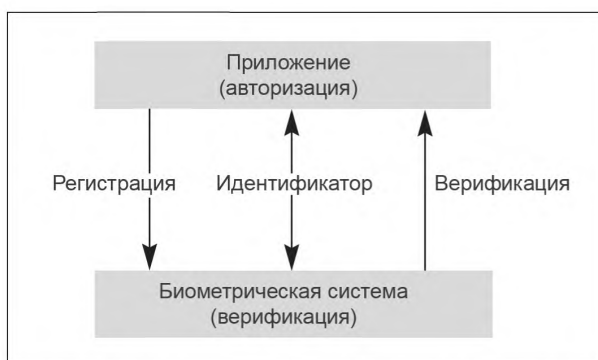 Приложение
(авторизация)
Регистрация Идентификатор Верификация
Биометрическая система
(верификация)